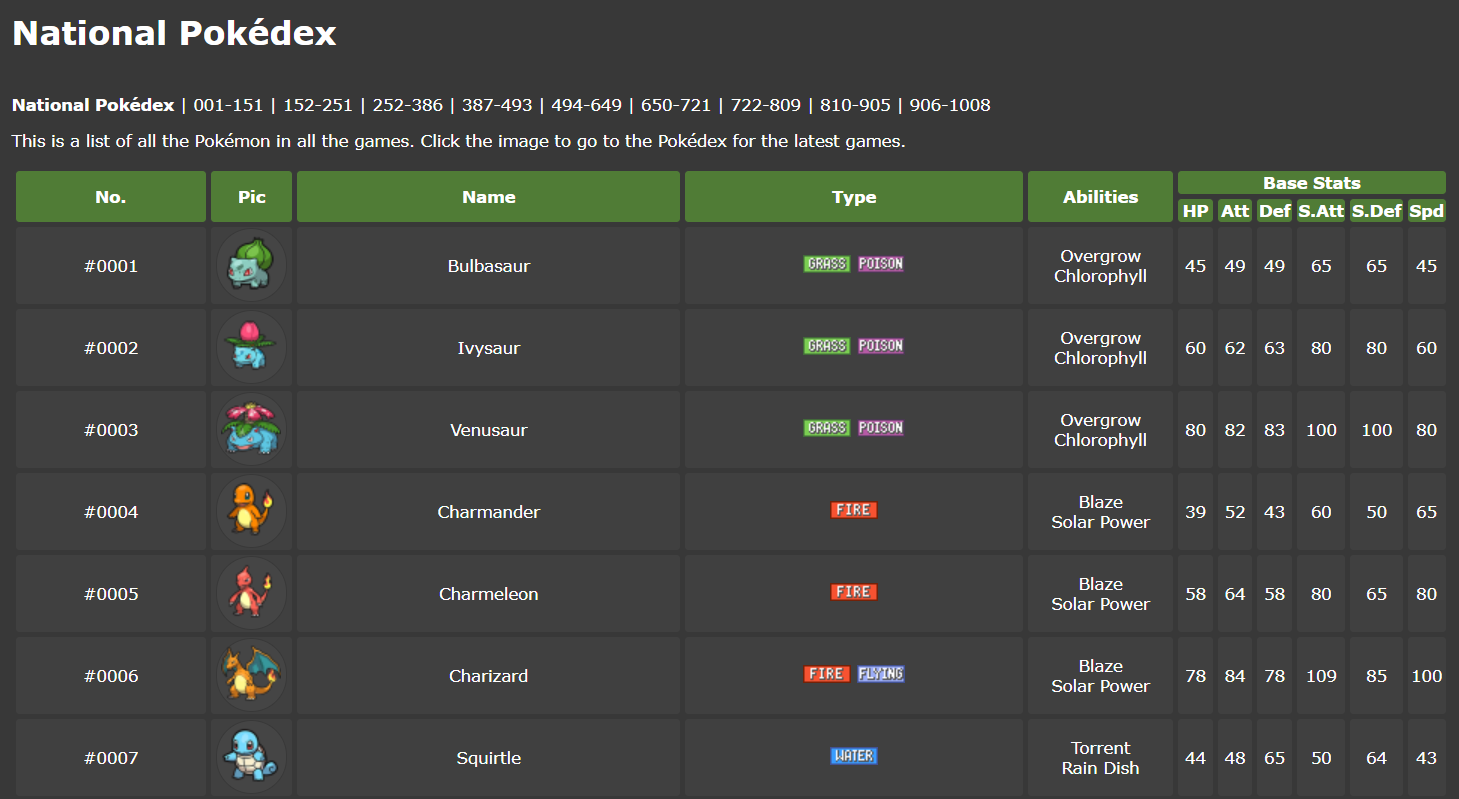 National Pokédex
National Pokédex | 001-151 | 152-251 | 252-386 | 387-493 | 494-649 | 650-721 | 722-809 | 810-905 | 906-1008
This is a list of all the Pokémon in all the games. Click the image to go to the Pokédex for the latest games.
No. Pic Name Type Abilities Base Stats
HP Att Def S.Att S.Def Spd
#0001 Bulbasaur GRASS POISON Overgrow 45 49 49 65 65 45
Chlorophyll
#0002 Ivysaur GRASS POISON Overgrow 60 62 63 80 80 60
Chlorophyll
#0003 Venusaur GRASS POISON Overgrow 80 82 83 100 100 80
Chlorophyll
#0004 Charmander FIRE Blaze 39 52 43 60 50 65
Solar Power
#0005 Charmeleon FIRE Blaze 58 64 58 80 65 80
Solar Power
#0006 Charizard FIRE FLYING Blaze 78 84 78 109 85 100
Solar Power
#0007 Squirtle WATER Torrent 44 48 65 50 64 43
Rain Dish